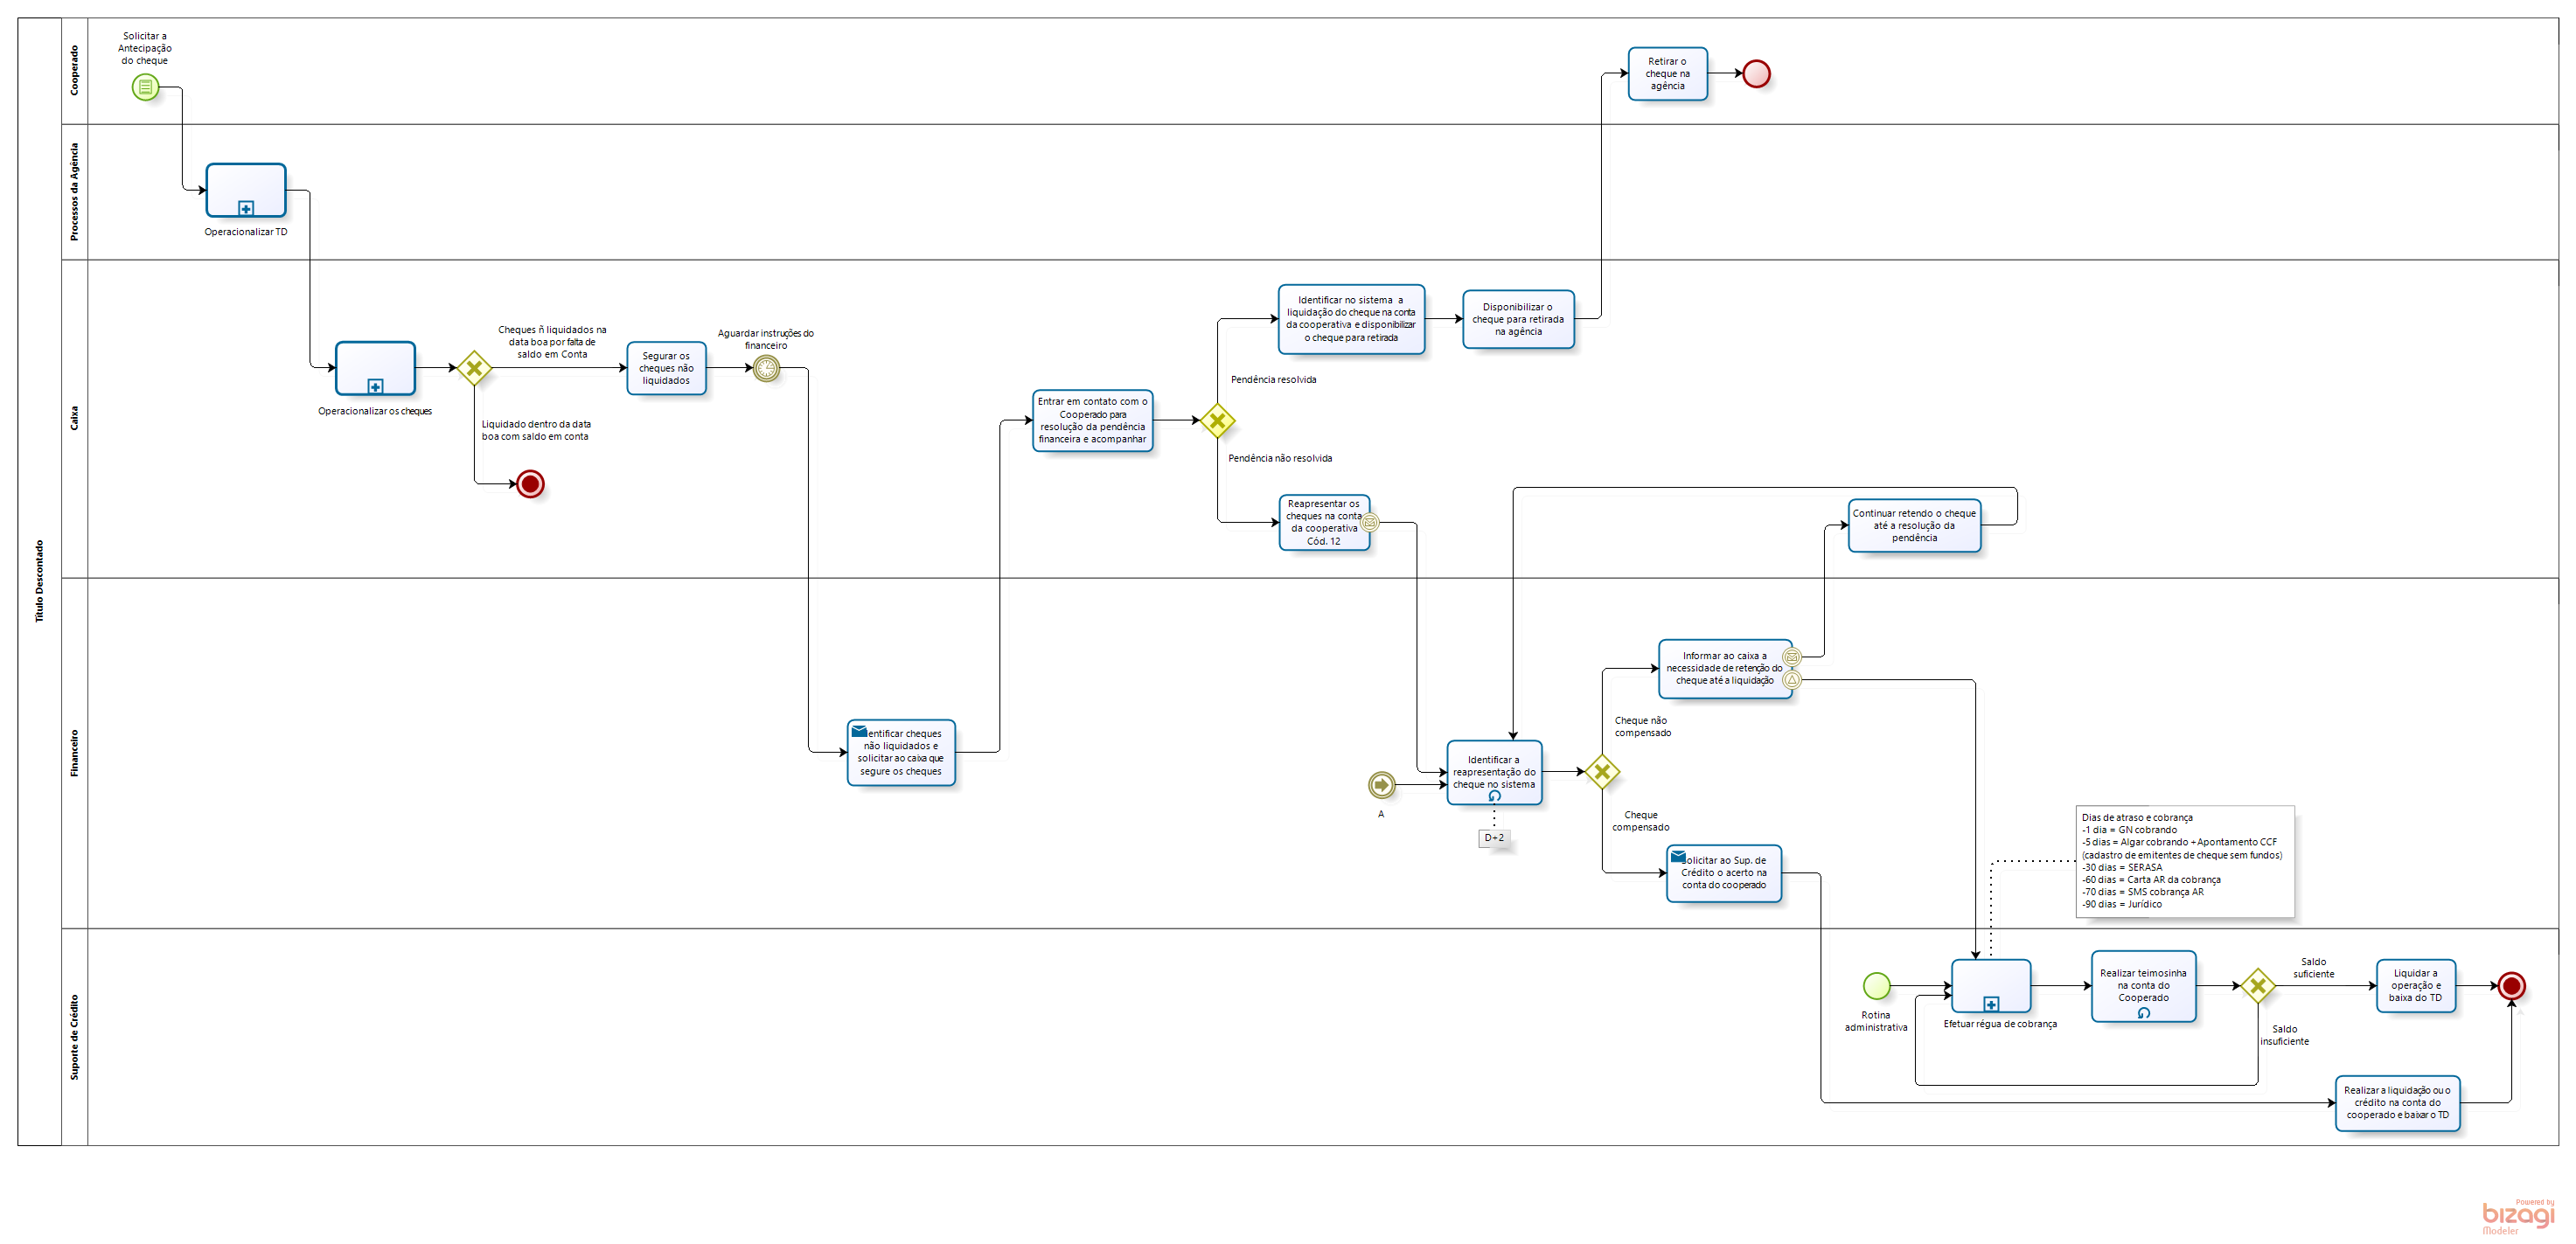 Título Descontado
Cooperado
Solicitar a
Antecipação
do cheque
Retirar o
cheque na
agência
Processos da Agência
Operacionalizar TD
Caixa
Operacionalizar os cheques
Cheques ñ liquidados na
data boa por falta de
saldo em Conta
Liquidado dentro da data
boa com saldo em conta
Segurar os
cheques não
liquidados
Aguardar instruções do
financeiro
Entrar em contato com o
Cooperado para
resolução da pendência
financeira e acompanhar
Pendência resolvida
Pendência não resolvida
Identificar no sistema a
liquidação do cheque na conta
da cooperativa e disponibilizar
o cheque para retirada
Disponibilizar o
cheque para retirada
na agência
Reapresentar os
cheques na conta
da cooperativa
Cód. 12
Continuar retendo o cheque
até a resolução da
pendência
Financeiro
entificar cheques
não liquidados e
solicitar ao caixa que
segure os cheques
A
Identificar a
reapresentação do
cheque no sistema
D+2
Cheque não
compensado
Cheque
compensado
Informar ao caixa a
necessidade de retenção do
cheque até a liquidação
Solicitar ao Sup. de
Crédito o acerto na
conta do cooperado
Dias de atraso e cobrança
-1 dia = GN cobrando
-5 dias = Algar cobrando +Apontamento CCF
(cadastro de emitentes de cheque sem fundos)
-30 dias = SERASA
-60 dias = Carta AR da cobrança
-70 dias = SMS cobrança AR
-90 dias = Jurídico
Suporte de Crédito
Rotina
administrativa
Efetuar régua de cobrança
Realizar teimosinha
na conta do
Cooperado
Saldo
suficiente
Saldo
insuficiente
Liquidar a
operação e
baixa do TD
Realizar a liquidação ou o
crédito na conta do
cooperado e baixar o TD
Powered by
bizagi
Modeler